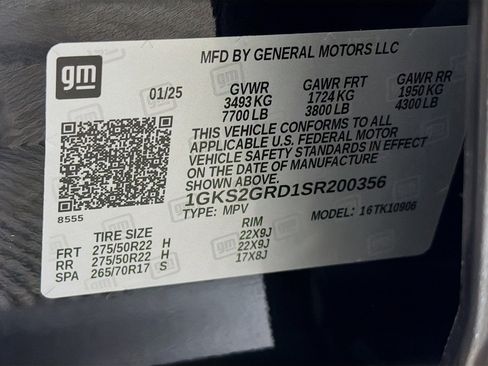 gm
MFD BY GENERAL MOTORS LLC
01/25 GVWR GAWR FRT GAWR RR
3493 KG 1724 KG 1950 KG
7700 LB 3800 LB 4300 LB
THIS VEHICLE CONFORMS TO ALL
APPLICABLE U.S. FEDERAL MOTOR
VEHICLE SAFETY STANDARDS IN EFFECT
ON THE DATE OF MANUFACTURE
8555 1GKS2GRD1SR200356
TYPE: MPV MODEL: 16TK10906
TIRE SIZE RIM
FRT 275/50R22 H 22X9J
RR 275/50R22 H 22X9J
SPA 265/70R17 S 17X8J